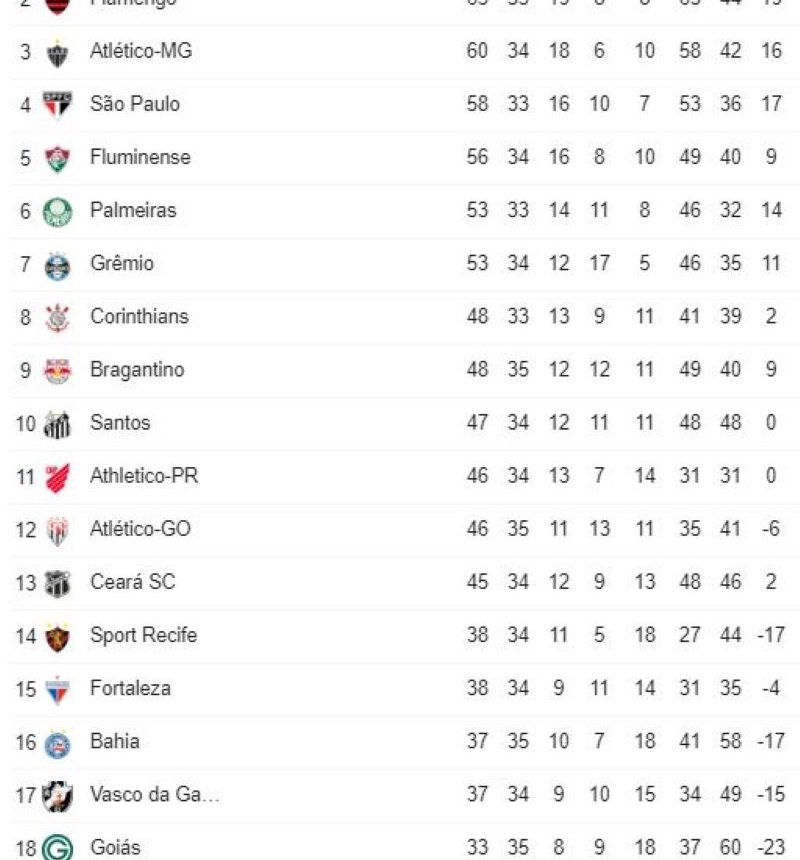 2 Flamengo
3 Atlético-MG 60 34 18 6 10 58 42 16
4 São Paulo 58 33 16 10 7 53 36 17
5 Fluminense 56 34 16 8 10 49 40 9
6 Palmeiras 53 33 14 11 8 46 32 14
7 Grêmio 53 34 12 17 5 46 35 11
8 Corinthians 48 33 13 9 11 41 39 2
9 Bragantino 48 35 12 12 11 49 40 9
10 Santos 47 34 12 11 11 48 48 0
11 Athletico-PR 46 34 13 7 14 31 31 0
12 Atlético-GO 46 35 11 13 11 35 41 -6
13 Ceará SC 45 34 12 9 13 48 46 2
14 Sport Recife 38 34 11 5 18 27 44 -17
15 Fortaleza 38 34 9 11 14 31 35 -4
16 Bahia 37 35 10 7 18 41 58 -17
17 Vasco da Ga... 37 34 9 10 15 34 49 -15
18 Goiás 33 35 8 9 18 37 60 -23